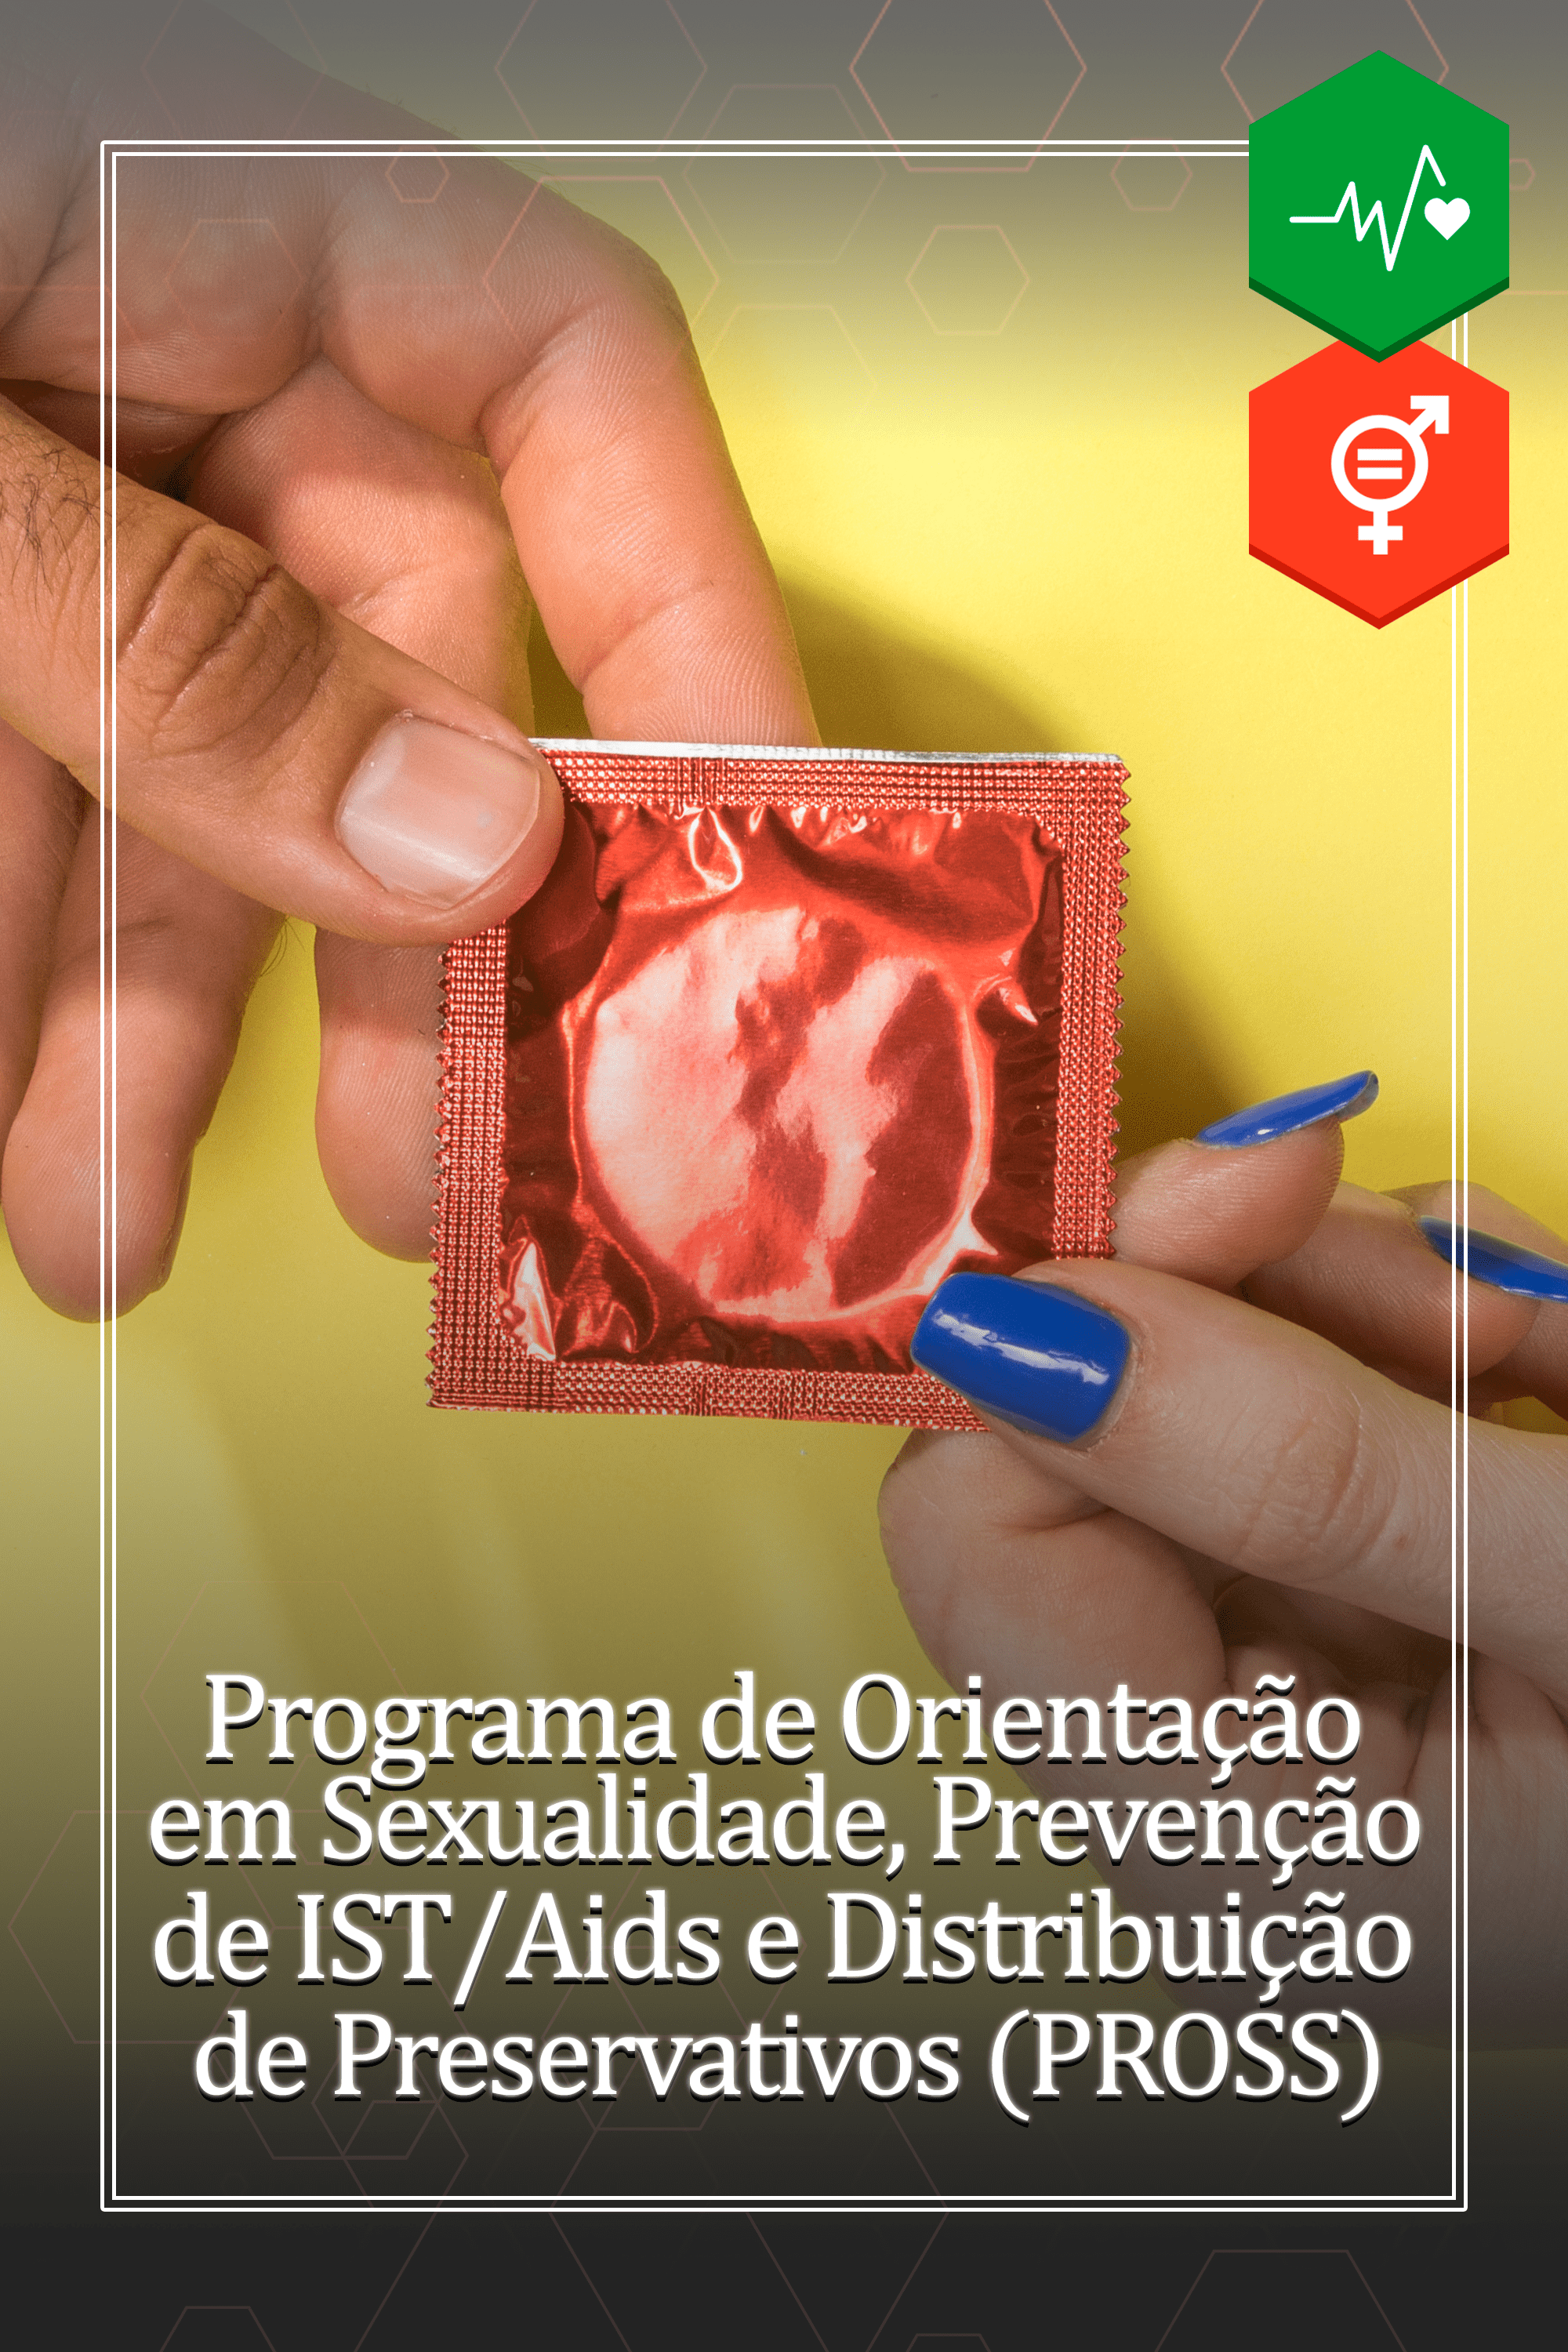 Programa de Orientação
em Sexualidade, Prevenção
de IST/Aids e Distribuição
de Preservativos (PROSS)